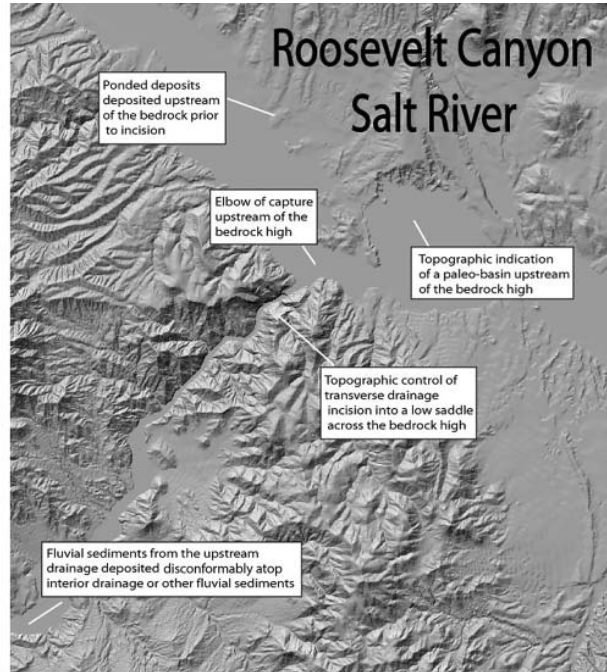 Roosevelt Canyon
Salt River
Ponded deposits
deposited upstream
of the bedrock prior
to incision
Elbow of capture
upstream of the
bedrock high
Topographic indication
of a paleo-basin upstream
of the bedrock high
Topographic control of
transverse drainage
incision into a low saddle
across the bedrock high
Fluvial sediments from the upstream
drainage deposited disconformably atop
interior drainage or other fluvial sediments